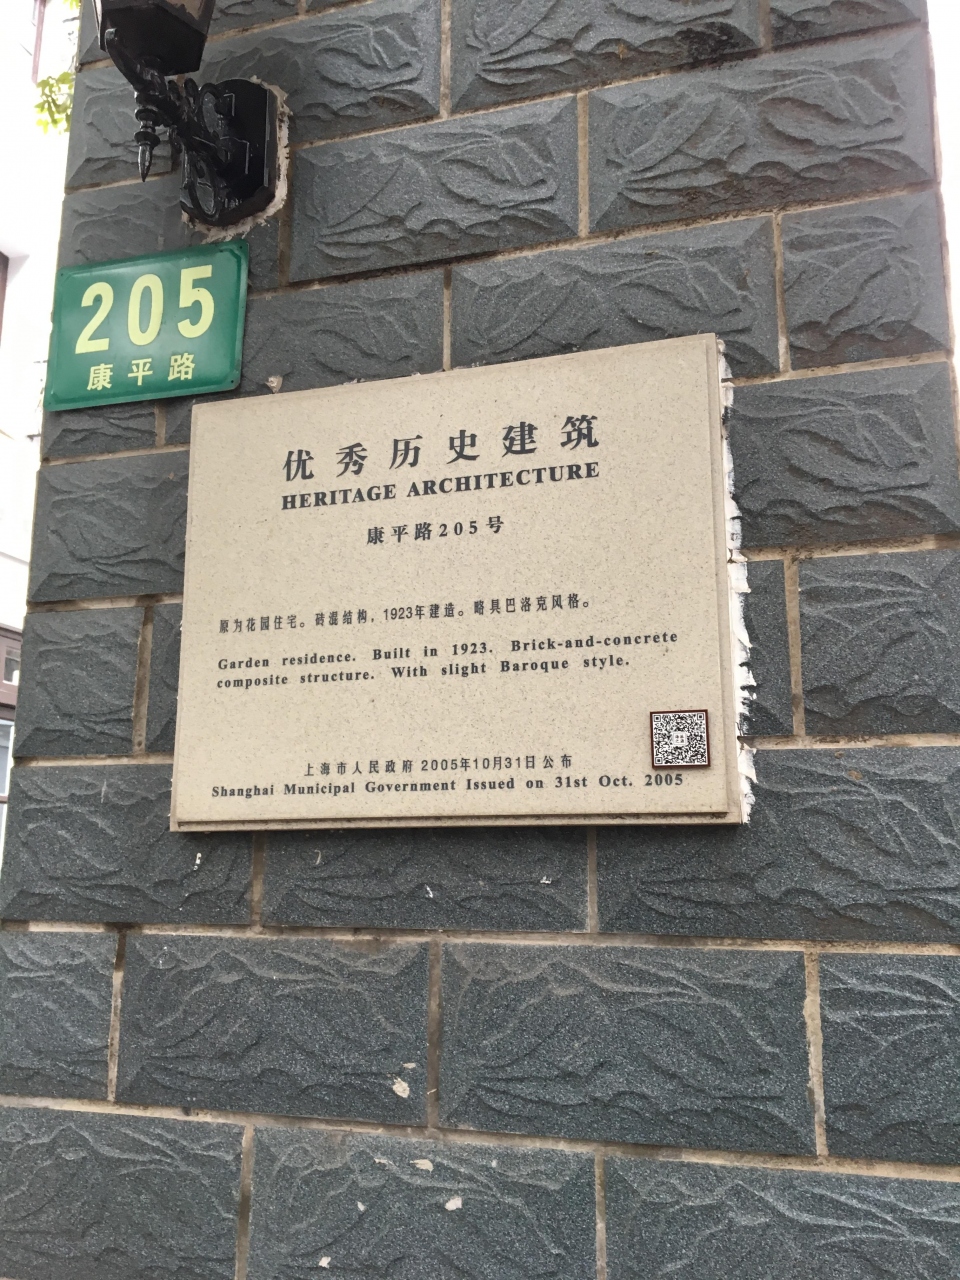 205
康平路
优秀历史建筑
HERITAGE ARCHITECTURE
康平路205号
原为花园住宅。砖混结构，1923年建造。略具巴洛克风格。
Garden residence. Built in 1923. Brick-and-concrete
composite structure. With slight Baroque style.
上海市人民政府 2005年10月31日公布
Shanghai Municipal Government Issued on 31st Oct. 2005